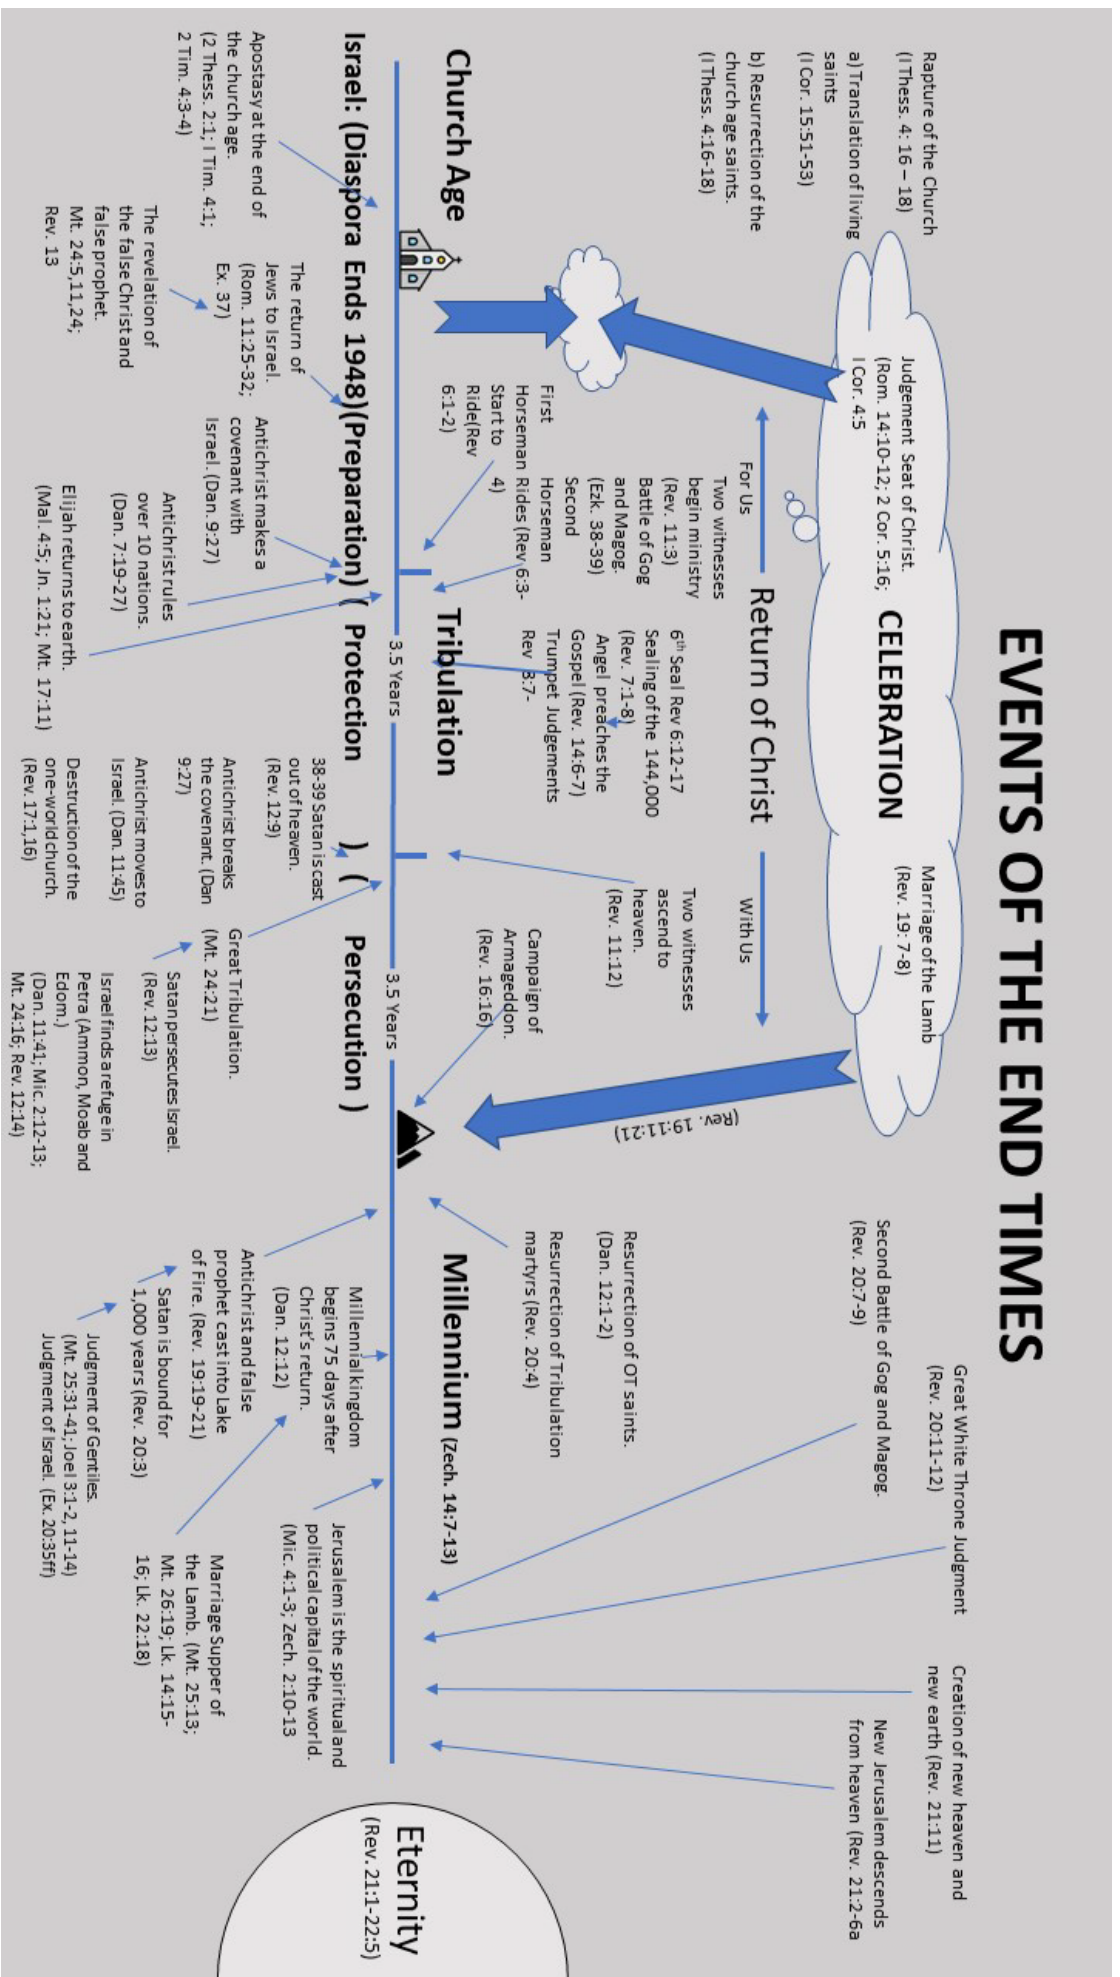 EVENTS OF THE END TIMES
Rapture of the Church
(I Thess. 4: 16 – 18)
a) Translation of living
saints
(I Cor. 15:51-53)
b) Resurrection of the
church age saints.
(I Thess. 4:16-18)
Judgement Seat of Christ.
(Rom. 14:10-12; 2 Cor. 5:16;
I Cor. 4:5
CELEBRATION
Marriage of the Lamb
(Rev. 19: 7-8)
Great White Throne Judgment
(Rev. 20:11-12)
Second Battle of Gog and Magog.
(Rev. 20:7-9)
Creation of new heaven and
new earth (Rev. 21:11)
New Jerusalem descends
from heaven (Rev. 21:2-6a
For Us
Return of Christ
With Us
(Rev. 19:11:21)
First
Horseman
Start to
Ride(Rev
6:1-2)
Two witnesses
begin ministry
(Rev. 11:3)
Battle of Gog
and Magog.
(Ezk. 38-39)
Second
Horseman
Rides (Rev 6:3-
4)
6th Seal Rev 6:12-17
Sealing of the 144,000
(Rev. 7:1-8)
Angel preaches the
Gospel (Rev. 14:6-7)
Trumpet Judgements
Rev 8:7-
Two witnesses
ascend to
heaven.
(Rev. 11:12)
Campaign of
Armageddon.
(Rev. 16:16)
Resurrection of OT saints.
(Dan. 12:1-2)
Resurrection of Tribulation
martyrs (Rev. 20:4)
Church Age
Tribulation
Millennium (Zech. 14:7-13)
3.5 Years
3.5 Years
Eternity
(Rev. 21:1-22:5)
Israel: (Diaspora Ends 1948)(Preparation) ( Protection ) ( Persecution )
Apostasy at the end of
the church age.
(2 Thess. 2:1; I Tim. 4:1;
2 Tim. 4:3-4)
The return of
Jews to Israel.
(Rom. 11:25-32;
Ex. 37)
The revelation of
the false Christ and
false prophet.
Mt. 24:5,11,24;
Rev. 13
Antichrist makes a
covenant with
Israel. (Dan. 9:27)
Antichrist rules
over 10 nations.
(Dan. 7:19-27)
Elijah returns to earth.
(Mal. 4:5; Jn. 1:21; Mt. 17:11)
38-39 Satan is cast
out of heaven.
(Rev. 12:9)
Antichrist breaks
the covenant. (Dan
9:27)
Antichrist moves to
Israel. (Dan. 11:45)
Destruction of the
one-world church.
(Rev. 17:1,16)
Great Tribulation.
(Mt. 24:21)
Satan persecutes Israel.
(Rev. 12:13)
Israel finds a refuge in
Petra (Ammon, Moab and
Edom.)
(Dan. 11:41; Mic. 2:12-13;
Mt. 24:16; Rev. 12:14)
Millennial kingdom
begins 75 days after
Christ's return.
(Dan. 12:12)
Antichrist and false
prophet cast into Lake
of Fire. (Rev. 19:19-21)
Satan is bound for
1,000 years (Rev. 20:3)
Judgment of Gentiles.
(Mt. 25:31-41; Joel 3:1-2, 11-14)
Judgment of Israel. (Ex. 20:35ff)
Jerusalem is the spiritual and
political capital of the world.
(Mic. 4:1-3; Zech. 2:10-13
Marriage Supper of
the Lamb. (Mt. 25:13;
Mt. 26:19; Lk. 14:15-
16; Lk. 22:18)